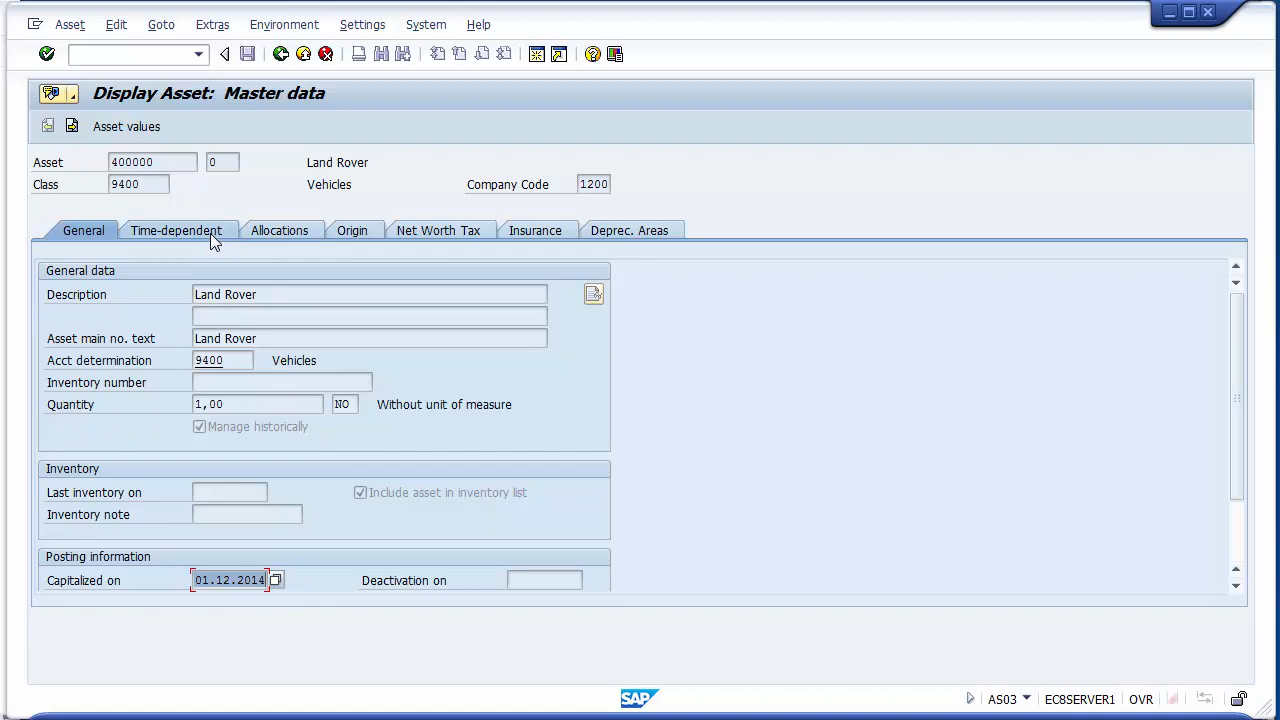 Asset Edit Goto Extras Environment Settings System Help
Display Asset: Master data
Asset values
Asset 400000 0 Land Rover
Class 9400 Vehicles Company Code 1200
General Time-dependent Allocations Origin Net Worth Tax Insurance Deprec. Areas
General data
Description Land Rover
Asset main no. text Land Rover
Acct determination 9400 Vehicles
Inventory number
Quantity 1,00 NO Without unit of measure
Manage historically
Inventory
Last inventory on Include asset in inventory list
Inventory note
Posting information
Capitalized on 01.12.2014 Deactivation on
SAP AS03 EC8SERVER1 OVR